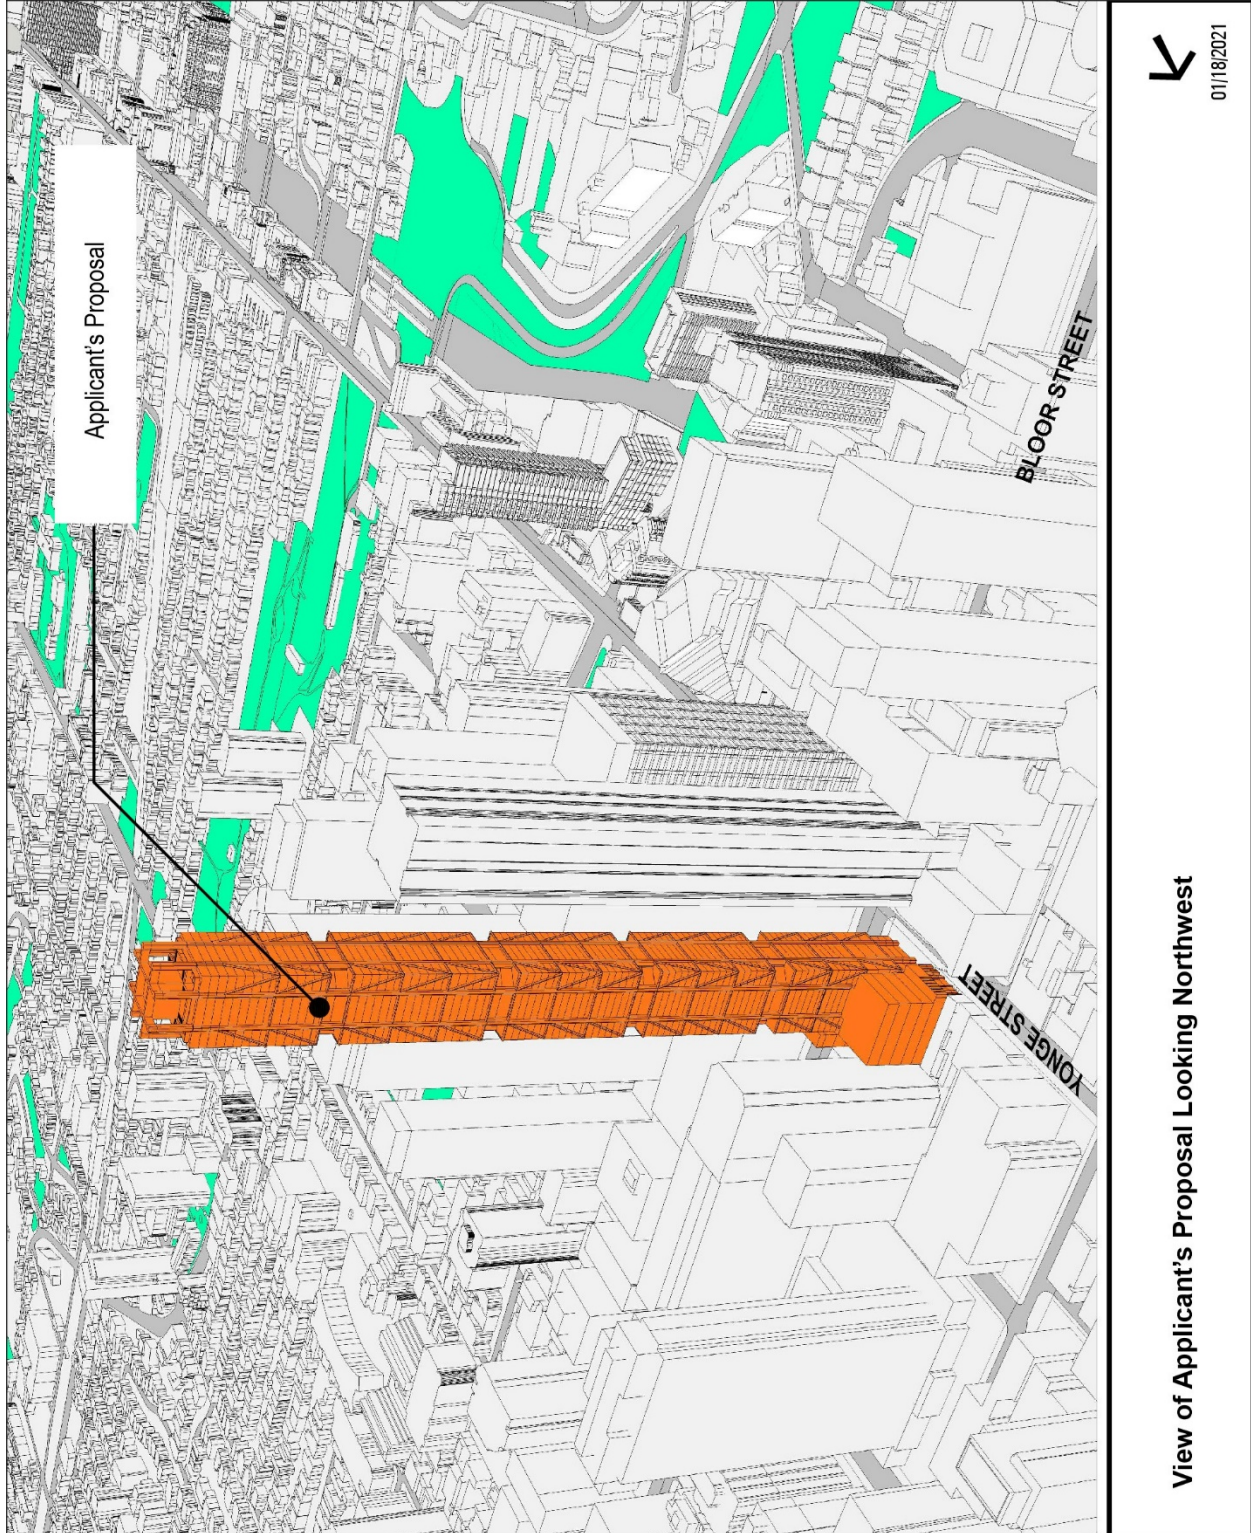 Applicant's Proposal
YONGE STREET
BLOOR STREET
View of Applicant's Proposal Looking Northwest
01/18/2021